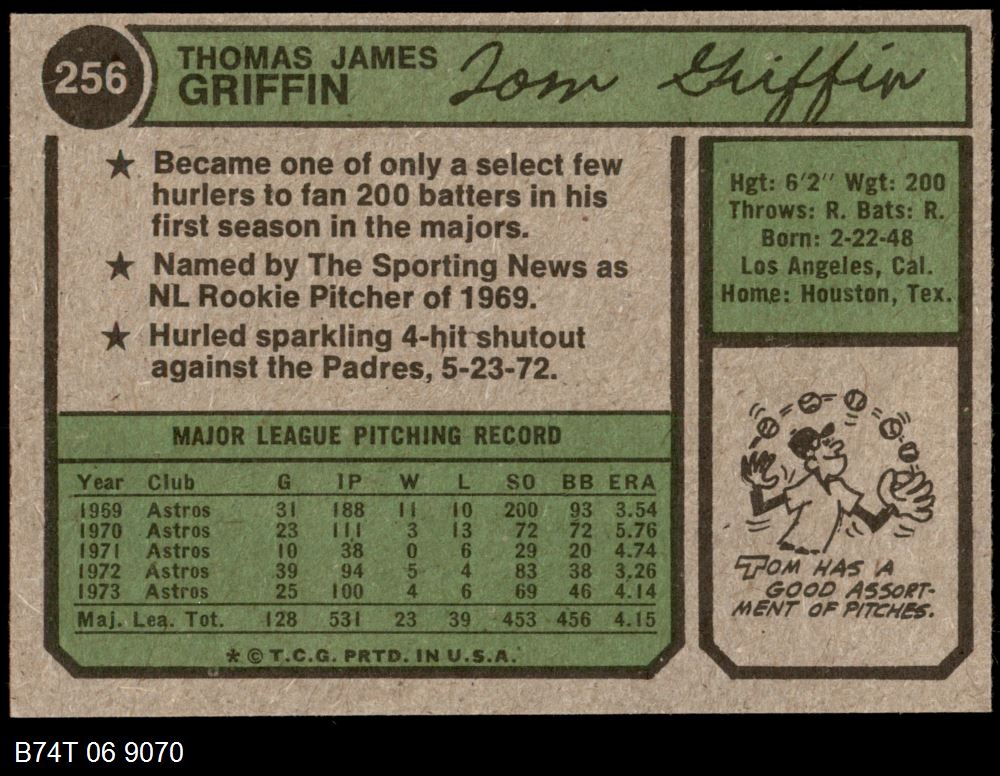 256
THOMAS JAMES
GRIFFIN
Tom Griffin
★ Became one of only a select few
hurlers to fan 200 batters in his
first season in the majors.
★ Named by The Sporting News as
NL Rookie Pitcher of 1969.
★ Hurled sparkling 4-hit shutout
against the Padres, 5-23-72.
Hgt: 6'2" Wgt: 200
Throws: R. Bats: R.
Born: 2-22-48
Los Angeles, Cal.
Home: Houston, Tex.
MAJOR LEAGUE PITCHING RECORD
Year Club G IP W L SO BB ERA
1969 Astros 31 188 11 10 200 93 3.54
1970 Astros 23 111 3 13 72 72 5.76
1971 Astros 10 38 0 6 29 20 4.74
1972 Astros 39 94 5 4 83 38 3.26
1973 Astros 25 100 4 6 69 46 4.14
Maj. Lea. Tot. 128 531 23 39 453 456 4.15
* © T.C.G. PRTD. IN U.S.A.
TOM HAS A
GOOD ASSORT-
MENT OF PITCHES.
B74T 06 9070